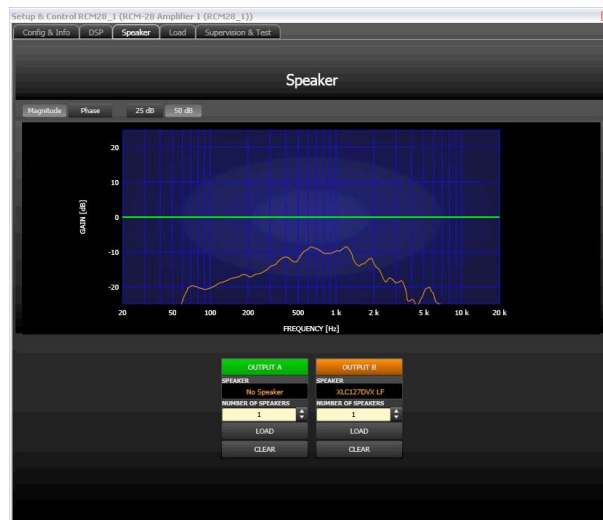 Setup & Control RCM28_1 (RCM-28 Amplifier 1 (RCM28_1))
Config & Info DSP Speaker Load Supervision & Test
Speaker
Magnitude Phase 25 dB 50 dB
20
10
0
-10
-20
GAIN [dB]
20 50 100 200 500 1 k 2 k 5 k 10 k 20 k
FREQUENCY [Hz]
OUTPUT A OUTPUT B
SPEAKER SPEAKER
No Speaker XLC127DVX LF
NUMBER OF SPEAKERS NUMBER OF SPEAKERS
1 1
LOAD LOAD
CLEAR CLEAR